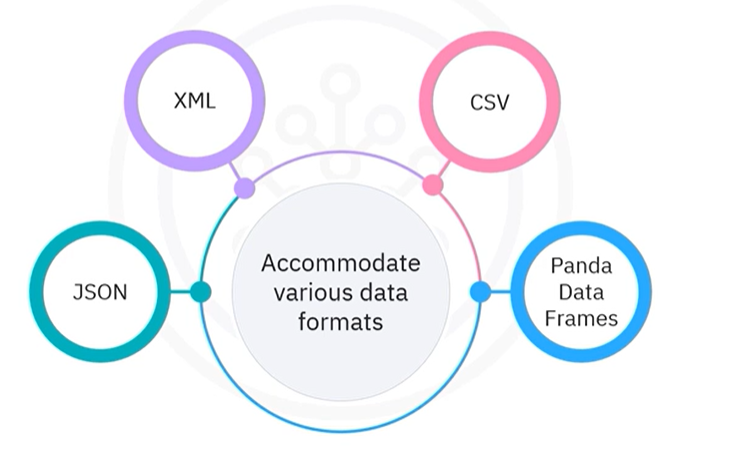 XML
CSV
JSON
Accommodate
various data
formats
Panda
Data
Frames